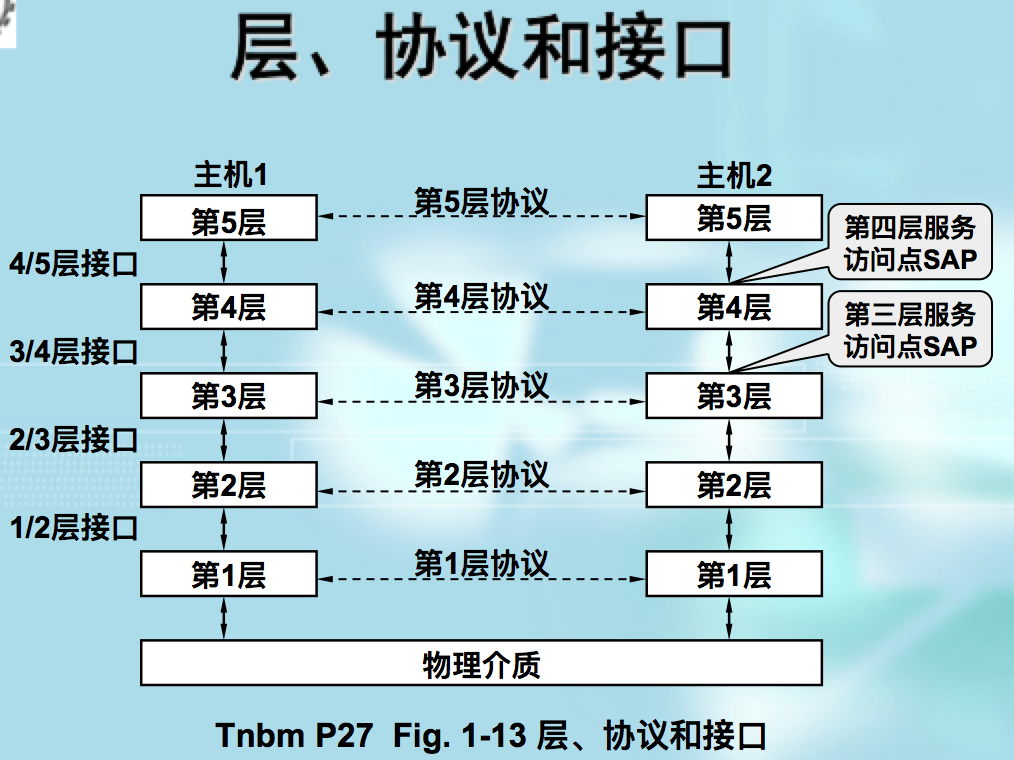 层、协议和接口
主机1
主机2
第5层
第5层协议
第5层
4/5层接口
第四层服务
访问点SAP
第4层
第4层协议
第4层
3/4层接口
第三层服务
访问点SAP
第3层
第3层协议
第3层
2/3层接口
第2层
第2层协议
第2层
1/2层接口
第1层
第1层协议
第1层
物理介质
Tnbm P27 Fig. 1-13 层、协议和接口